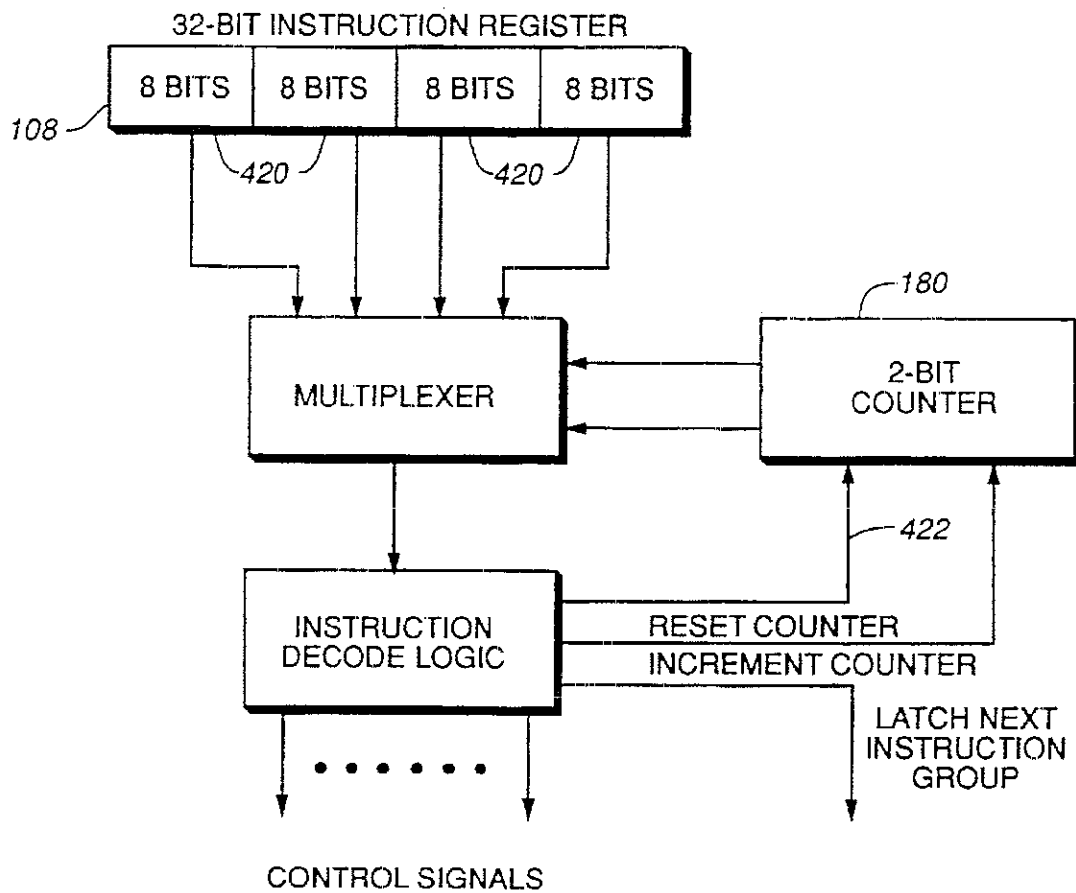 32-BIT INSTRUCTION REGISTER
8 BITS 8 BITS 8 BITS 8 BITS
108
420 420
180
MULTIPLEXER
2-BIT
COUNTER
422
INSTRUCTION
DECODE LOGIC
RESET COUNTER
INCREMENT COUNTER
LATCH NEXT
INSTRUCTION
GROUP
CONTROL SIGNALS